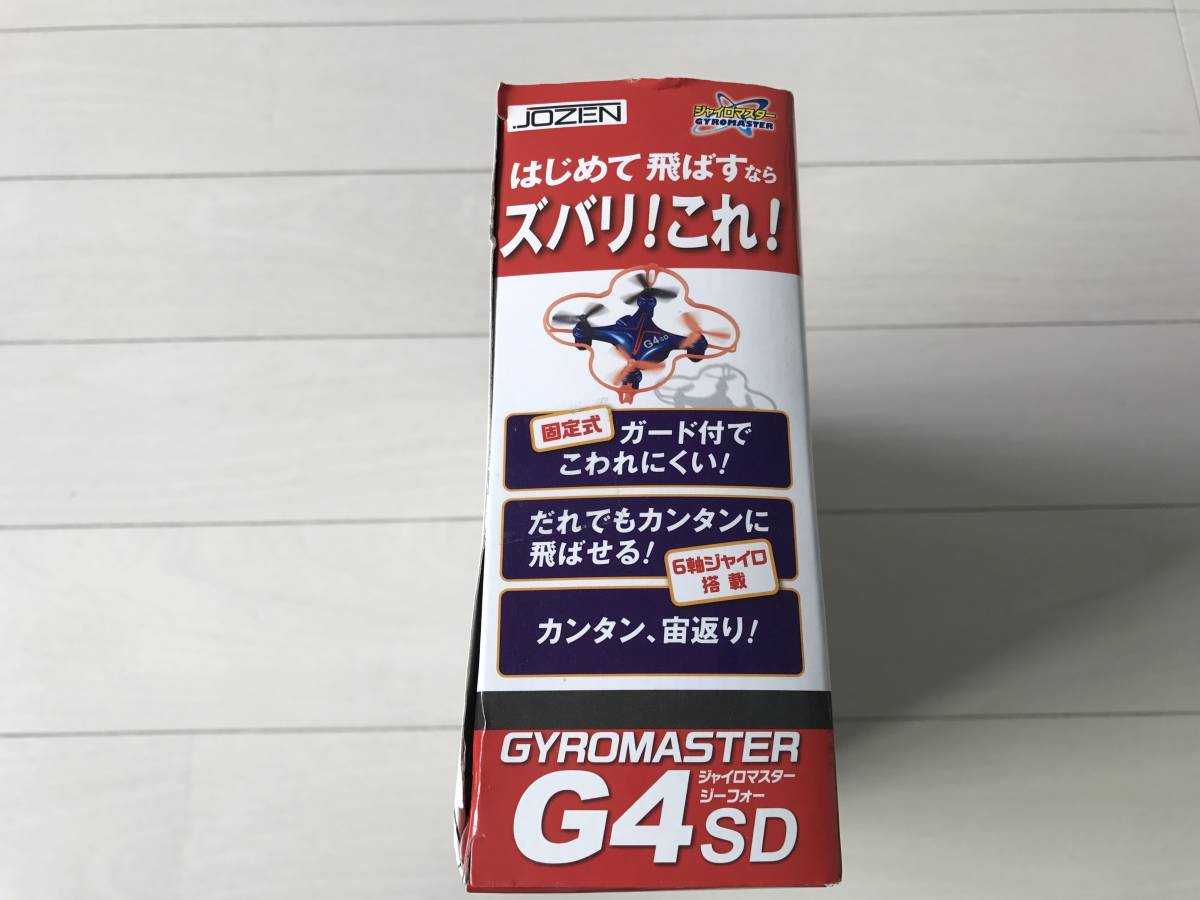 JOZEN
ジャイロマスター
GYROMASTER
はじめて飛ばすなら
ズバリ!これ!
G4SD
固定式 ガード付で
こわれにくい!
だれでもカンタンに
飛ばせる!
6軸ジャイロ
搭載
カンタン、宙返り!
GYROMASTER
ジャイロマスター
ジーフォー
G4SD